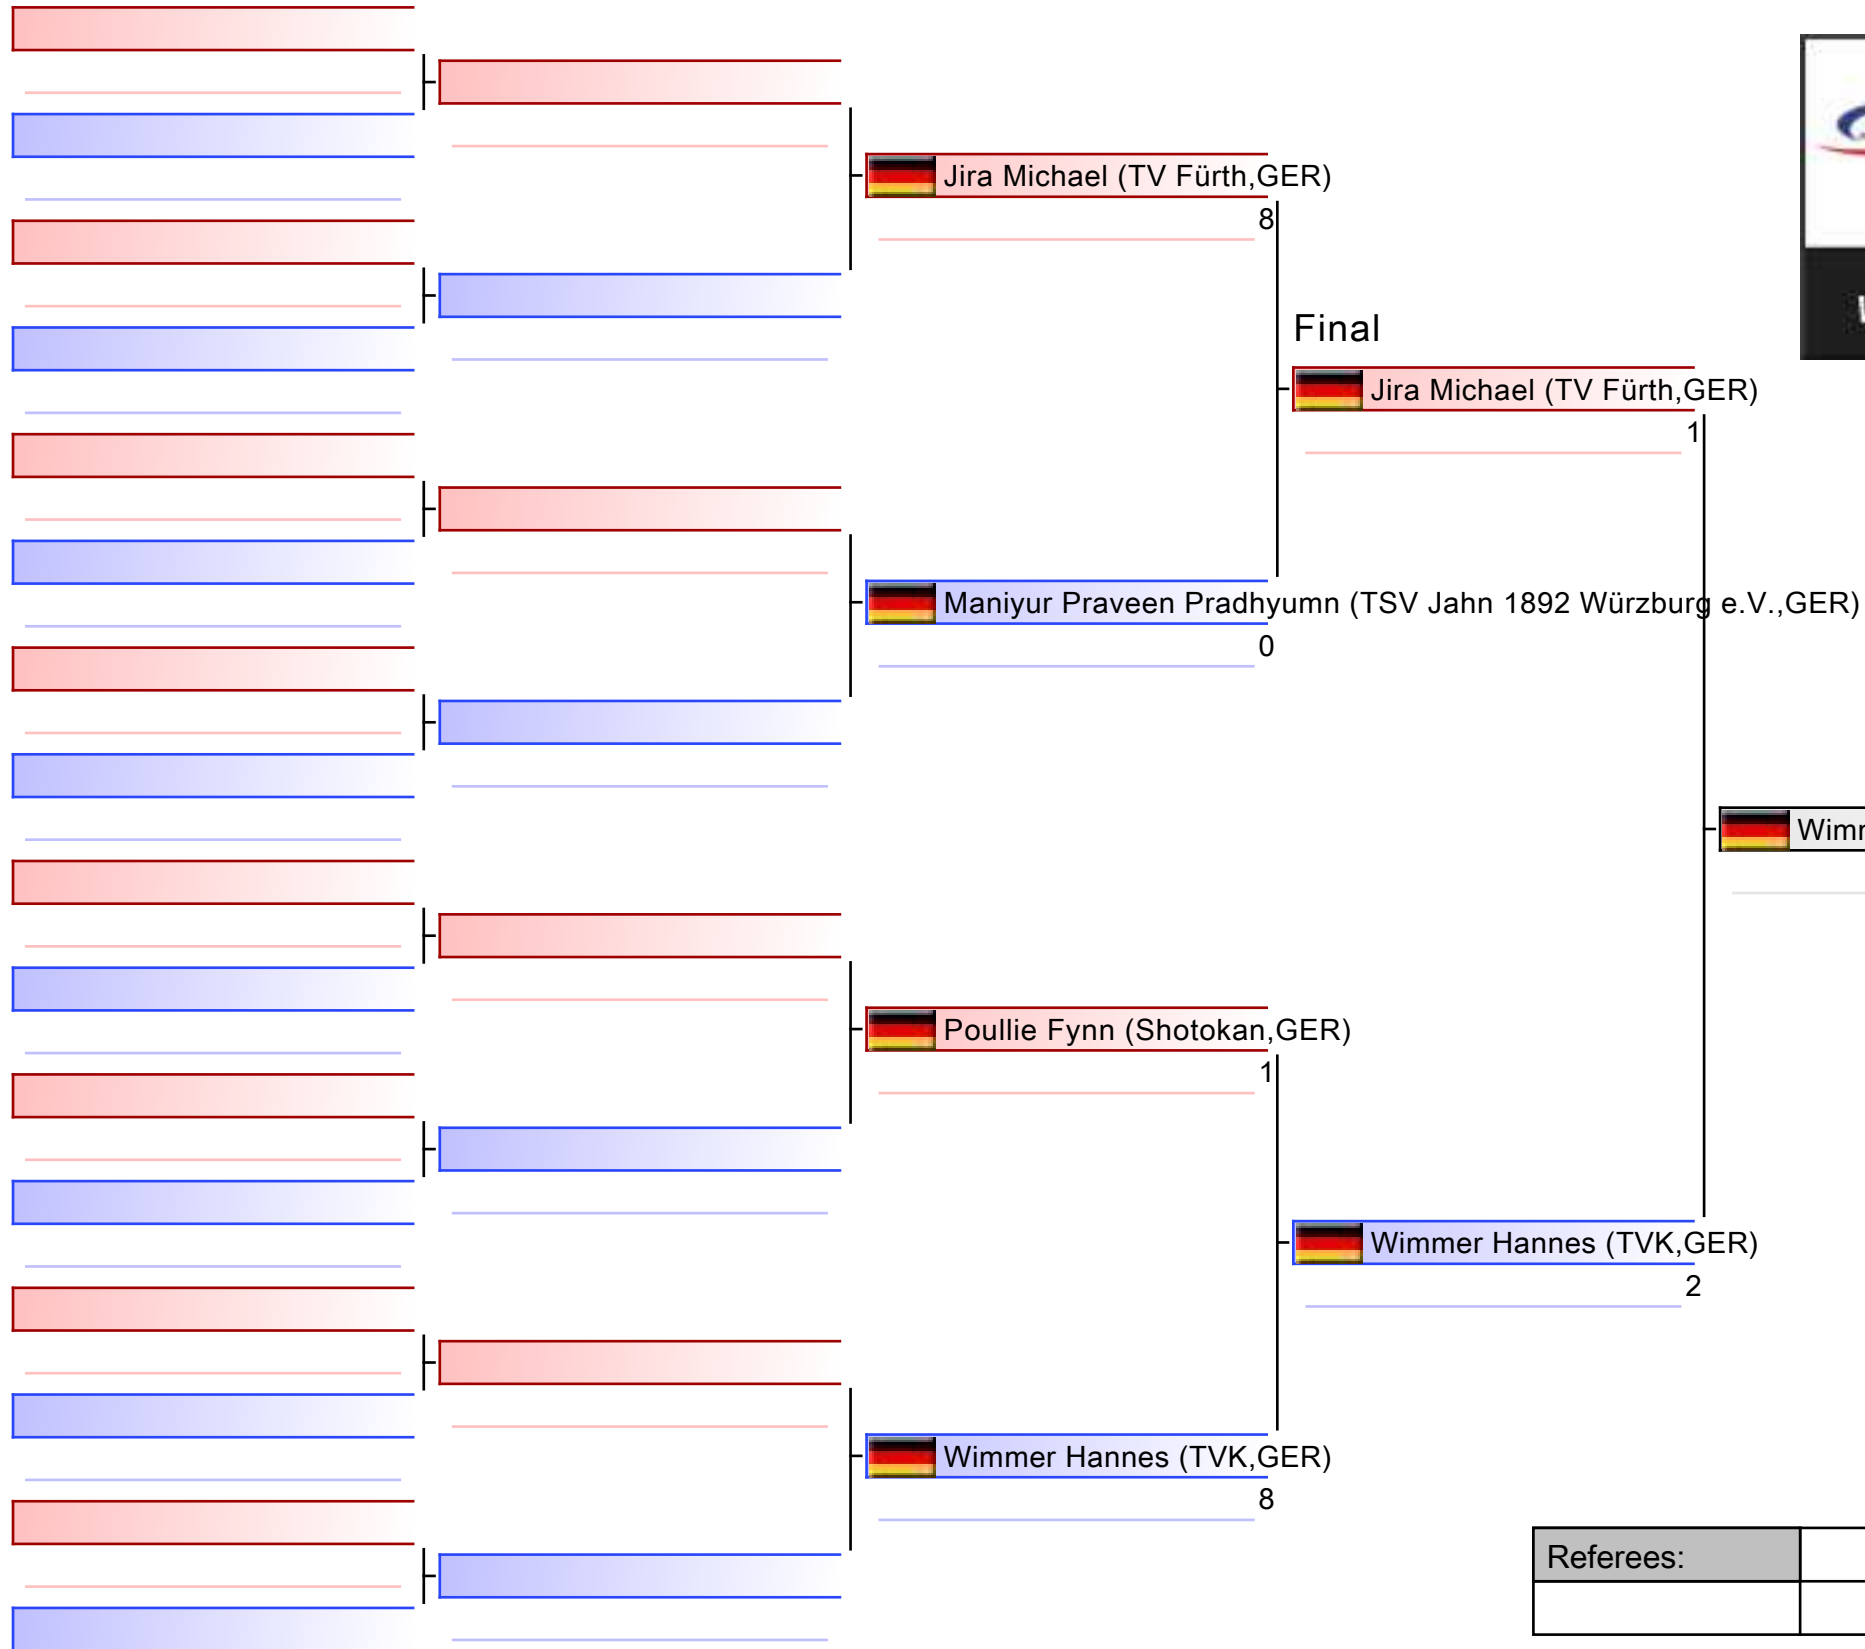 Jira Michael (TV Fürth,GER)
8
Final
Jira Michael (TV Fürth,GER)
1
Maniyur Praveen Pradhyumn (TSV Jahn 1892 Würzburg e.V.,GER)
0
Poullie Fynn (Shotokan,GER)
1
Wimmer Hannes (TVK,GER)
2
Wimmer Hannes (TVK,GER)
8
Referees: